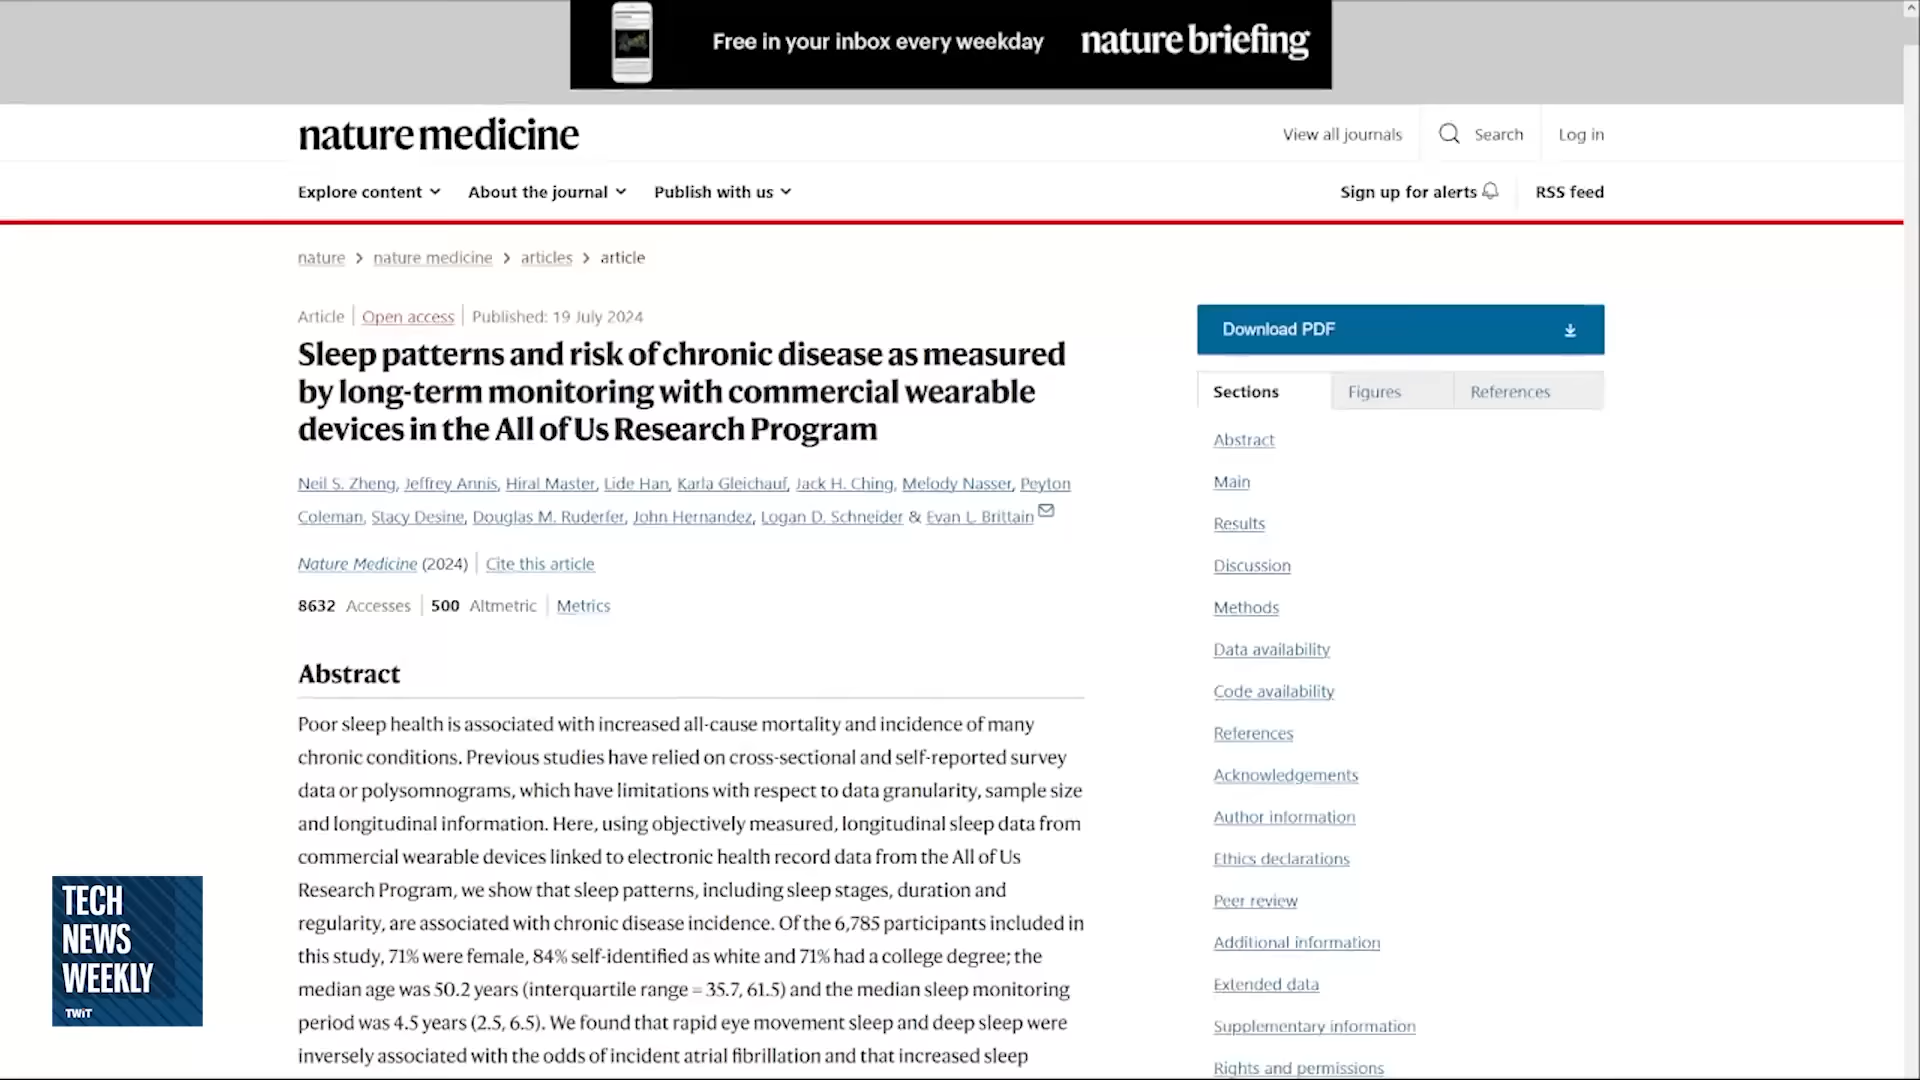 Free in your inbox every weekday nature briefing
nature medicine
View all journals
Search
Log in
Explore content
About the journal
Publish with us
Sign up for alerts
RSS feed
nature > nature medicine > articles > article
Article | Open access | Published: 19 July 2024
Sleep patterns and risk of chronic disease as measured
by long-term monitoring with commercial wearable
devices in the All of Us Research Program
Neil S. Zheng, Jeffrey Annis, Hiral Master, Lide Han, Karla Gleichauf, Jack H. Ching, Melody Nasser, Peyton
Coleman, Stacy Desine, Douglas M. Ruderfer, John Hernandez, Logan D. Schneider & Evan L. Brittain
Nature Medicine (2024) | Cite this article
8632 Accesses | 500 Altmetric | Metrics
Abstract
Poor sleep health is associated with increased all-cause mortality and incidence of many
chronic conditions. Previous studies have relied on cross-sectional and self-reported survey
data or polysomnograms, which have limitations with respect to data granularity, sample size
and longitudinal information. Here, using objectively measured, longitudinal sleep data from
commercial wearable devices linked to electronic health record data from the All of Us
Research Program, we show that sleep patterns, including sleep stages, duration and
regularity, are associated with chronic disease incidence. Of the 6,785 participants included in
this study, 71% were female, 84% self-identified as white and 71% had a college degree; the
median age was 50.2 years (interquartile range = 35.7, 61.5) and the median sleep monitoring
period was 4.5 years (2.5, 6.5). We found that rapid eye movement sleep and deep sleep were
inversely associated with the odds of incident atrial fibrillation and that increased sleep
Download PDF
Sections
Figures
References
Abstract
Main
Results
Discussion
Methods
Data availability
Code availability
References
Acknowledgements
Author information
Ethics declarations
Peer review
Additional information
Extended data
Supplementary information
Rights and permissions
TECH
NEWS
WEEKLY
TWiT